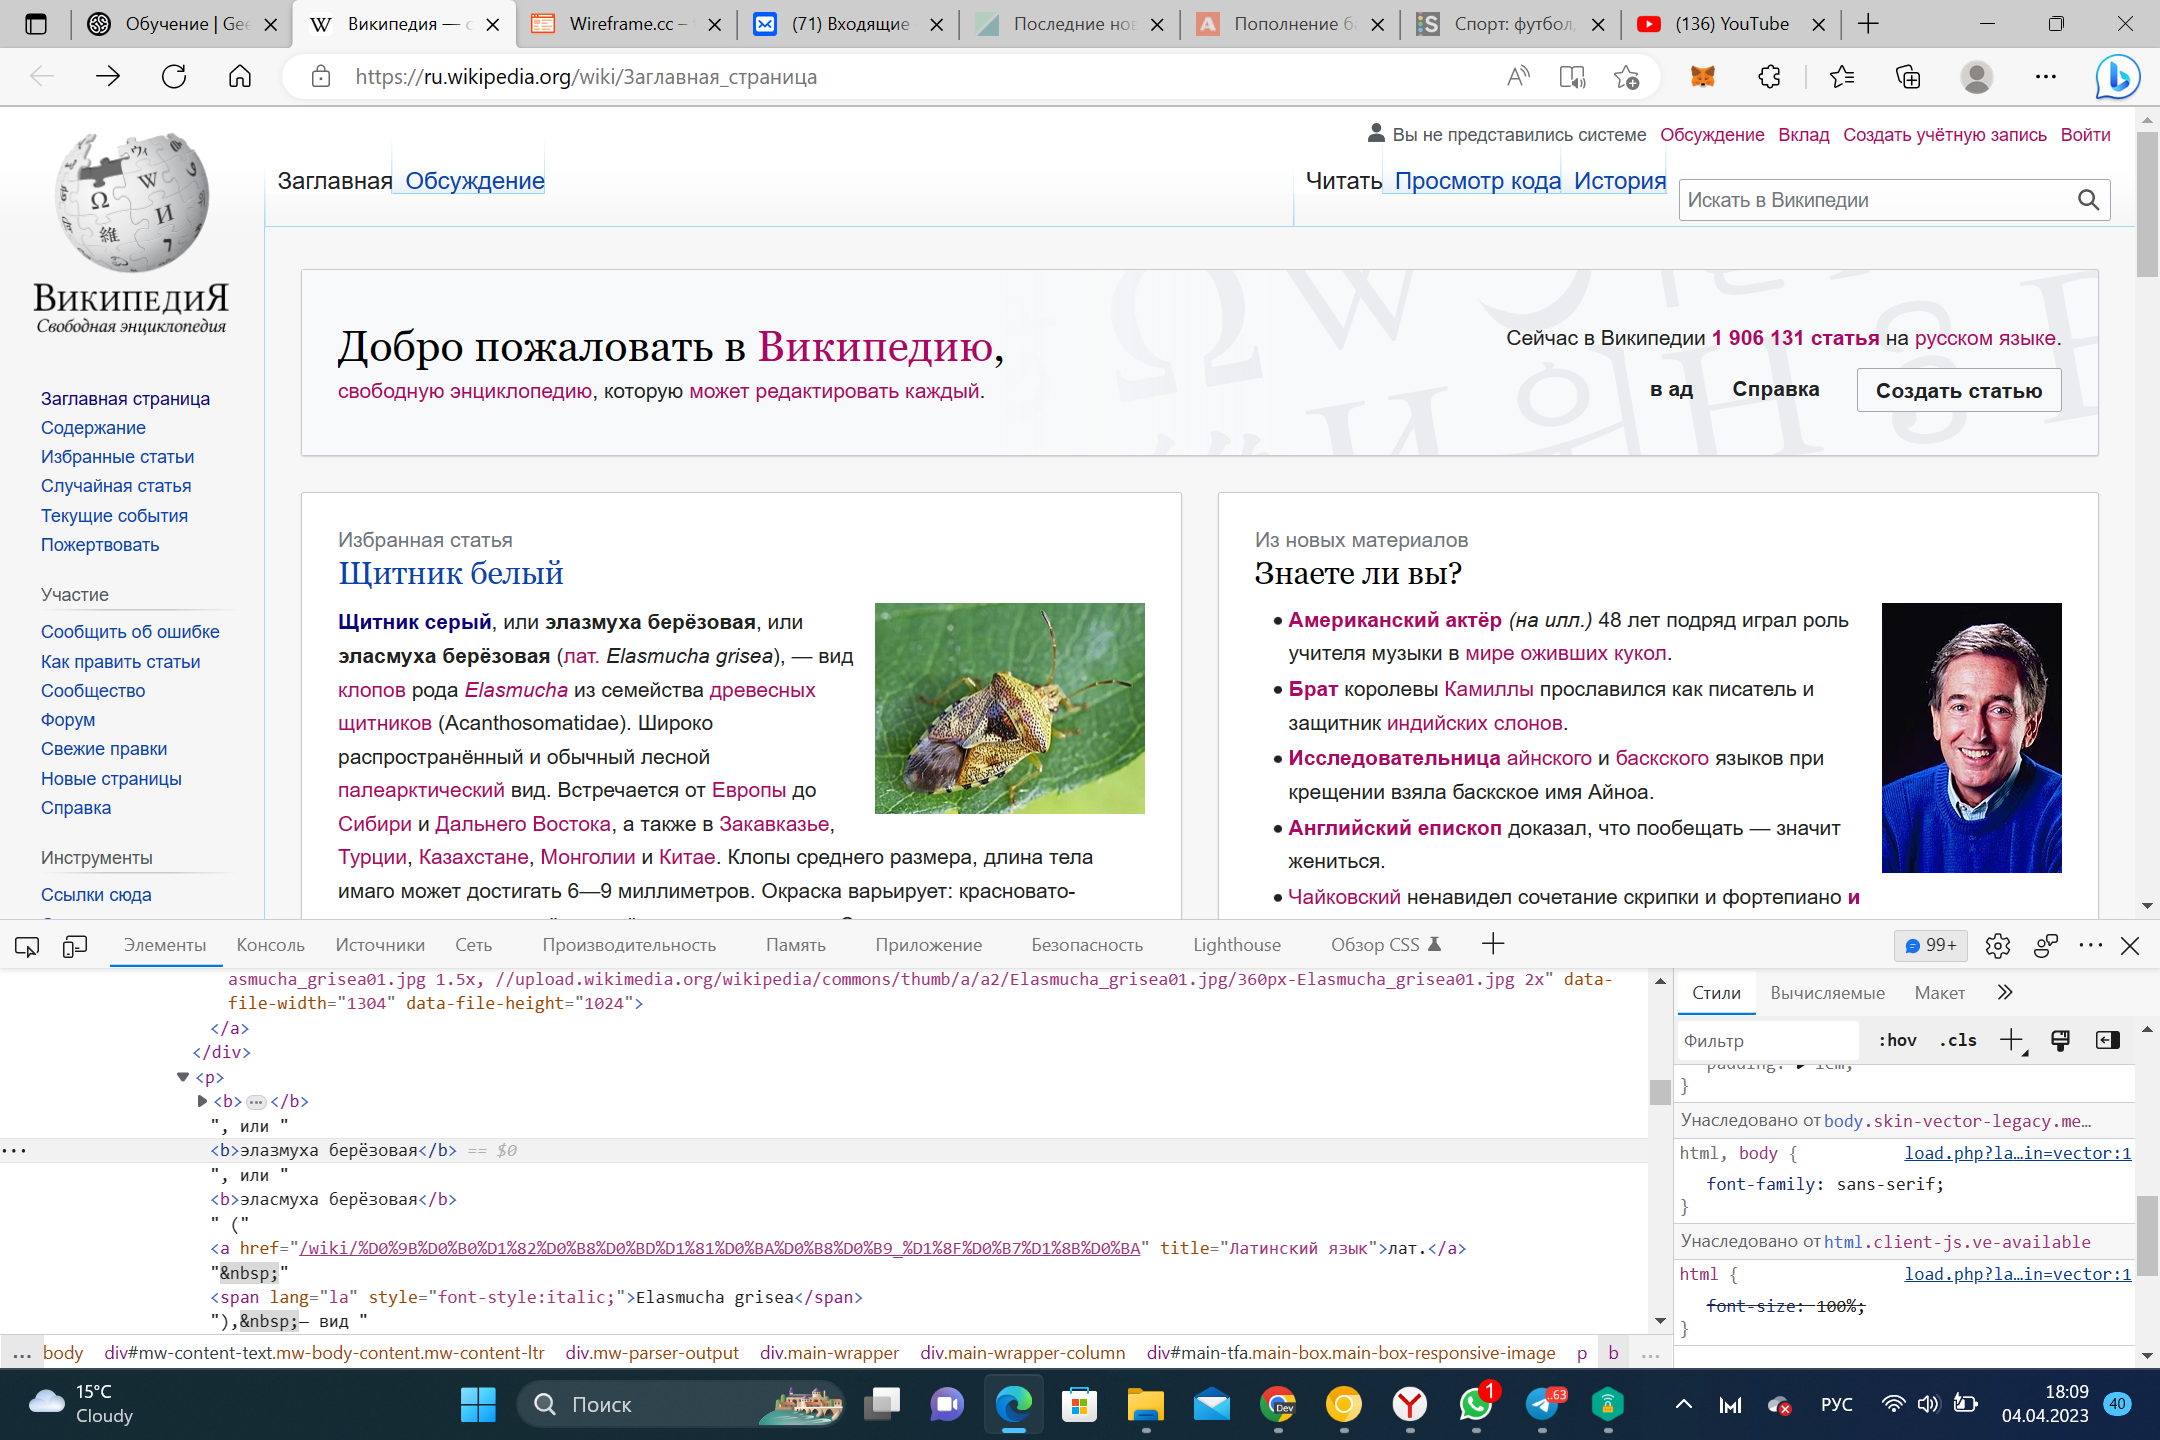 Обучение | Gee
Википедия — с
Wireframe.cc –
(71) Входящие
Последние нов
Пополнение ба
Спорт: футбол,
(136) YouTube
https://ru.wikipedia.org/wiki/Заглавная_страница
Вы не представились системе Обсуждение Вклад Создать учётную запись Войти
Заглавная Обсуждение
Читать Просмотр кода История
Искать в Википедии
ВикипедиЯ
Свободная энциклопедия
Заглавная страница
Содержание
Избранные статьи
Случайная статья
Текущие события
Пожертвовать
Участие
Сообщить об ошибке
Как править статьи
Сообщество
Форум
Свежие правки
Новые страницы
Справка
Инструменты
Ссылки сюда
Добро пожаловать в Википедию,
свободную энциклопедию, которую может редактировать каждый.
Сейчас в Википедии 1 906 131 статья на русском языке.
в ад Справка Создать статью
Избранная статья
Щитник белый
Щитник серый, или элазмуха берёзовая, или
эласмуха берёзовая (лат. Elasmucha grisea), — вид
клопов рода Elasmucha из семейства древесных
щитников (Acanthosomatidae). Широко
распространённый и обычный лесной
палеарктический вид. Встречается от Европы до
Сибири и Дальнего Востока, а также в Закавказье,
Турции, Казахстане, Монголии и Китае. Клопы среднего размера, длина тела
имаго может достигать 6—9 миллиметров. Окраска варьирует: красновато-
Из новых материалов
Знаете ли вы?
Американский актёр (на илл.) 48 лет подряд играл роль
учителя музыки в мире оживших кукол.
Брат королевы Камиллы прославился как писатель и
защитник индийских слонов.
Исследовательница айнского и баскского языков при
крещении взяла баскское имя Айноа.
Английский епископ доказал, что пообещать — значит
жениться.
Чайковский ненавидел сочетание скрипки и фортепиано и
Элементы Консоль Источники Сеть Производительность Память Приложение Безопасность Lighthouse Обзор CSS
99+
asmucha_grisea01.jpg 1.5x, //upload.wikimedia.org/wikipedia/commons/thumb/a/a2/Elasmucha_grisea01.jpg/360px-Elasmucha_grisea01.jpg 2x" data-
file-width="1304" data-file-height="1024">
</a>
</div>
<p>
<b>…</b>
", или "
<b>элазмуха берёзовая</b> == $0
", или "
<b>эласмуха берёзовая</b>
" ("
<a href="/wiki/%D0%9B%D0%B0%D1%82%D0%B8%D0%BD%D1%81%D0%BA%D0%B8%D0%B9_%D1%8F%D0%B7%D1%8B%D0%BA" title="Латинский язык">лат.</a>
"&nbsp;"
<span lang="la" style="font-style:italic;">Elasmucha grisea</span>
"),&nbsp;— вид "
... body div#mw-content-text.mw-body-content.mw-content-ltr div.mw-parser-output div.main-wrapper div.main-wrapper-column div#main-tfa.main-box.main-box-responsive-image p b ...
Стили Вычисляемые Макет
Фильтр :hov .cls
padding: 1em;
}
Унаследовано от body.skin-vector-legacy.me…
html, body { load.php?la…in=vector:1
font-family: sans-serif;
}
Унаследовано от html.client-js.ve-available
html { load.php?la…in=vector:1
font-size: 100%;
}
15°C
Cloudy
Поиск
Dev
1
..63
РУС
18:09
04.04.2023
40